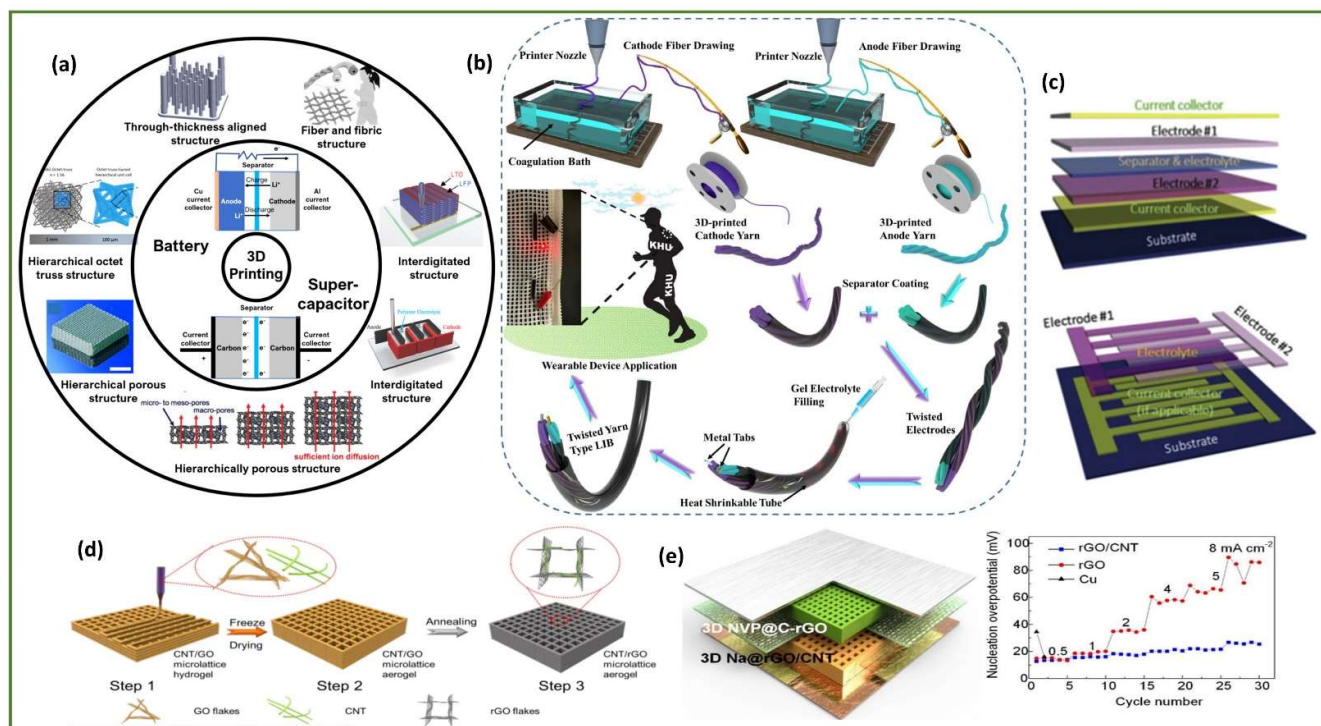 (a)
Through-thickness aligned
structure
Fiber and fibric
structure
Hierarchical octet
truss structure
1 mm
100 µm
Separator
e⁻
Cu
current
collector
Charge
Li⁺
Anode
Cathode
Li⁺
Discharge
Al
current
collector
LTO
LFP
Interdigitated
structure
Battery
3D
Printing
Super-
capacitor
Separator
Current
collector
+
Carbon
e⁻
e⁻
e⁻
e⁻
e⁻
e⁻
Carbon
Current
collector
-
Hierarchical porous
structure
Anode
Cathode
Interdigitated
structure
micro- to meso-pores
macro-pores
sufficient ion diffusion
Hierarchically porous structure
(b)
Printer Nozzle
Cathode Fiber Drawing
Coagulation Bath
Printer Nozzle
Anode Fiber Drawing
3D-printed
Cathode Yarn
3D-printed
Anode Yarn
KHU
KHU
KHU
Separator Coating
Wearable Device Application
Gel Electrolyte
Filling
Twisted
Electrodes
Twisted Yarn
Type LIB
Metal Tabs
Heat Shrinkable Tube
(c)
Current collector
Electrode #1
Separator & electrolyte
Electrode #2
Current collector
Substrate
Electrode #1
Electrode #2
Electrolyte
Current collector
(if applicable)
Substrate
(d)
CNT/GO
microlattice
hydrogel
Step 1
Freeze
Drying
CNT/GO
microlattice
aerogel
Step 2
Annealing
CNT/rGO
microlattice
aerogel
Step 3
GO flakes
CNT
rGO flakes
(e)
3D NVP@C-rGO
3D Na@rGO/CNT
Nucleation overpotential (mV)
100
80
60
40
20
0
rGO/CNT
rGO
Cu
0.5
1
2
4
5
8 mA cm⁻²
0 5 10 15 20 25 30
Cycle number